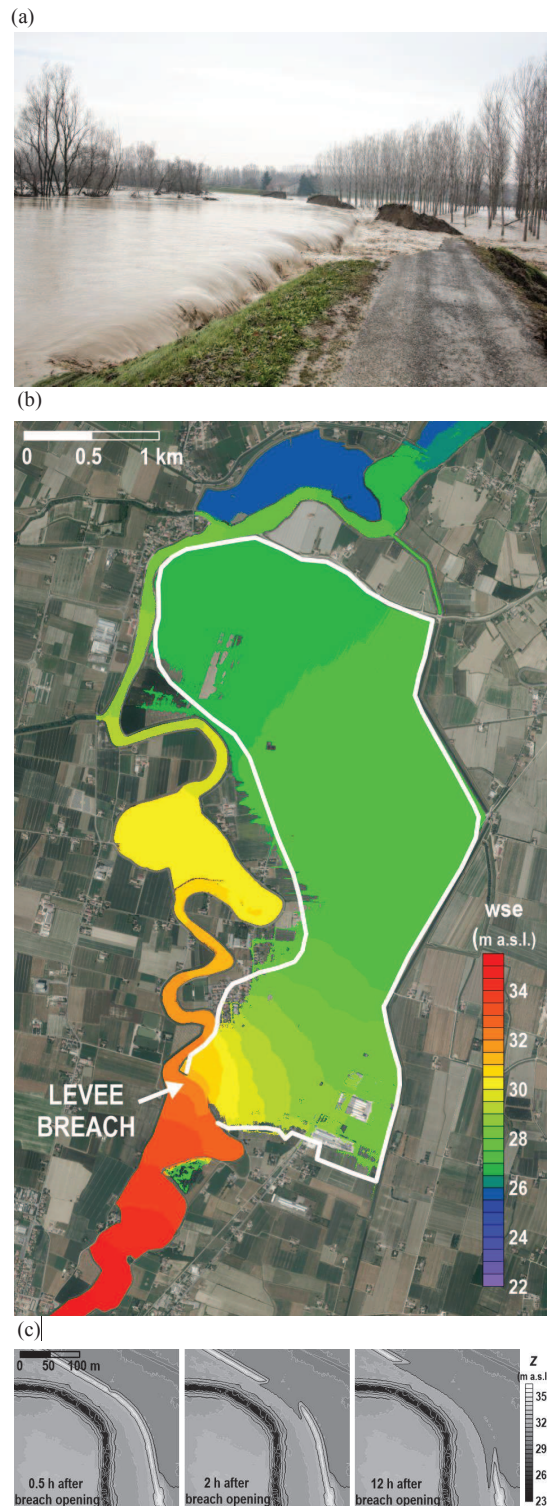 (a)
(b)
0 0.5 1 km
wse
(m a.s.l.)
34
32
30
28
26
24
22
LEVEE
BREACH
(c)
0 50 100 m
0.5 h after
breach opening
2 h after
breach opening
12 h after
breach opening
Z
(m a.s.l.)
35
32
29
26
23